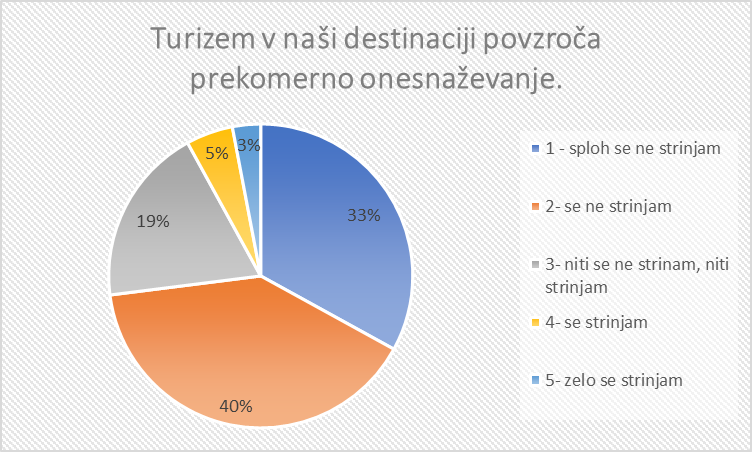 Turizem v naši destinaciji povzroča
prekomerno onesnaževanje.
3%
5%
33%
19%
40%
1 - sploh se ne strinjam
2- se ne strinjam
3- niti se ne strinam, niti
strinjam
4- se strinjam
5- zelo se strinjam